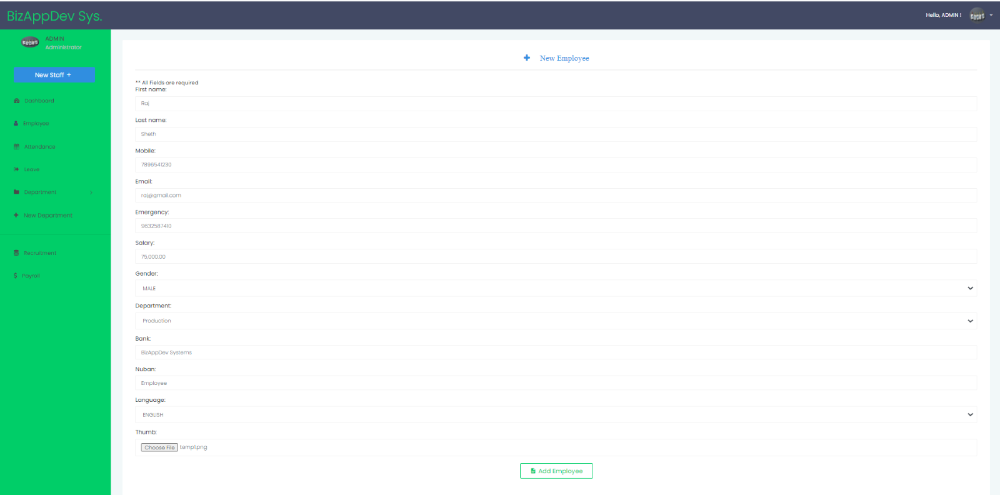 BizAppDev Sys.
Hello, ADMIN !
ADMIN
Administrator
New Staff +
Dashboard
Employee
Attendance
Leave
Department
New Department
Recruitment
$ Payroll
New Employee
** All Fields are required
First name:
Raj
Last name:
Sheth
Mobile:
7896541230
Email:
raj@gmail.com
Emergency:
9632587410
Salary:
75,000.00
Gender:
MALE
Department:
Production
Bank:
BizAppDev Systems
Nuban:
Employee
Language:
ENGLISH
Thumb:
Choose File temp1.png
Add Employee